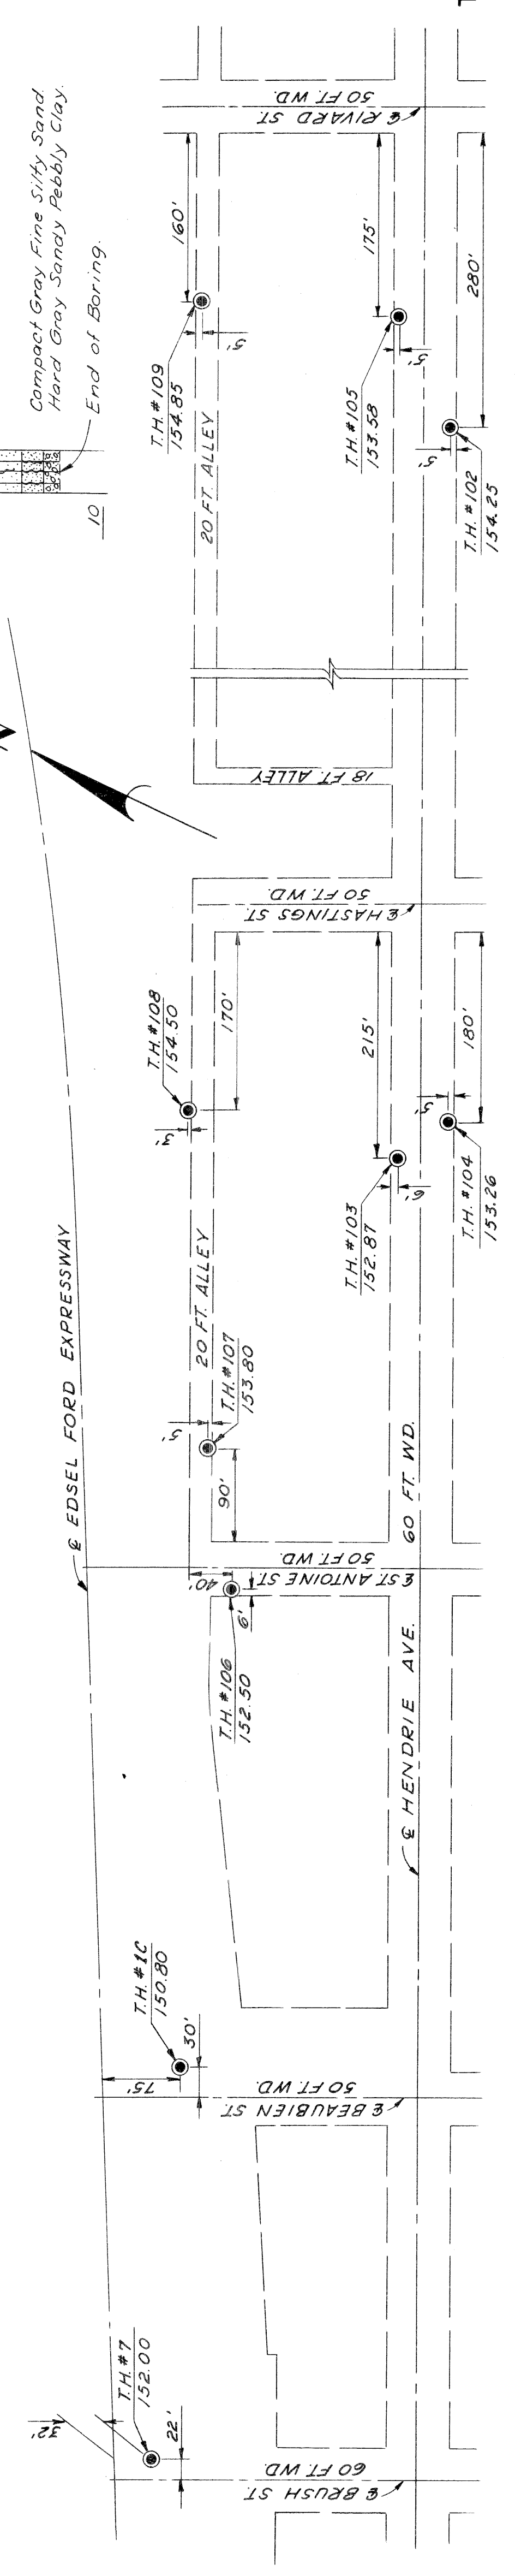 Compact Gray Fine Silty Sand.
Hard Gray Sandy Pebbly Clay.
End of Boring.
10
N
50 FT. WD.
℄ RIVARD ST.
160'
175'
280'
T.H. #109
154.85
5'
20 FT. ALLEY
T.H. #105
153.58
5'
T.H. #102
154.25
5'
18 FT. ALLEY
50 FT. WD.
℄ HASTINGS ST.
T.H. #108
154.50
3'
170'
215'
180'
T.H. #103
152.87
6'
T.H. #104
153.26
5'
℄ EDSEL FORD EXPRESSWAY
20 FT. ALLEY
T.H. #107
153.80
5'
90'
60 FT. WD.
50 FT. WD.
℄ ST. ANTOINE ST.
40'
6'
T.H. #106
152.50
℄ HENDRIE AVE.
T.H. #1C
150.80
30'
75'
50 FT. WD.
℄ BEAUBIEN ST.
T.H. #7
152.00
32'
22'
60 FT. WD.
℄ BRUSH ST.